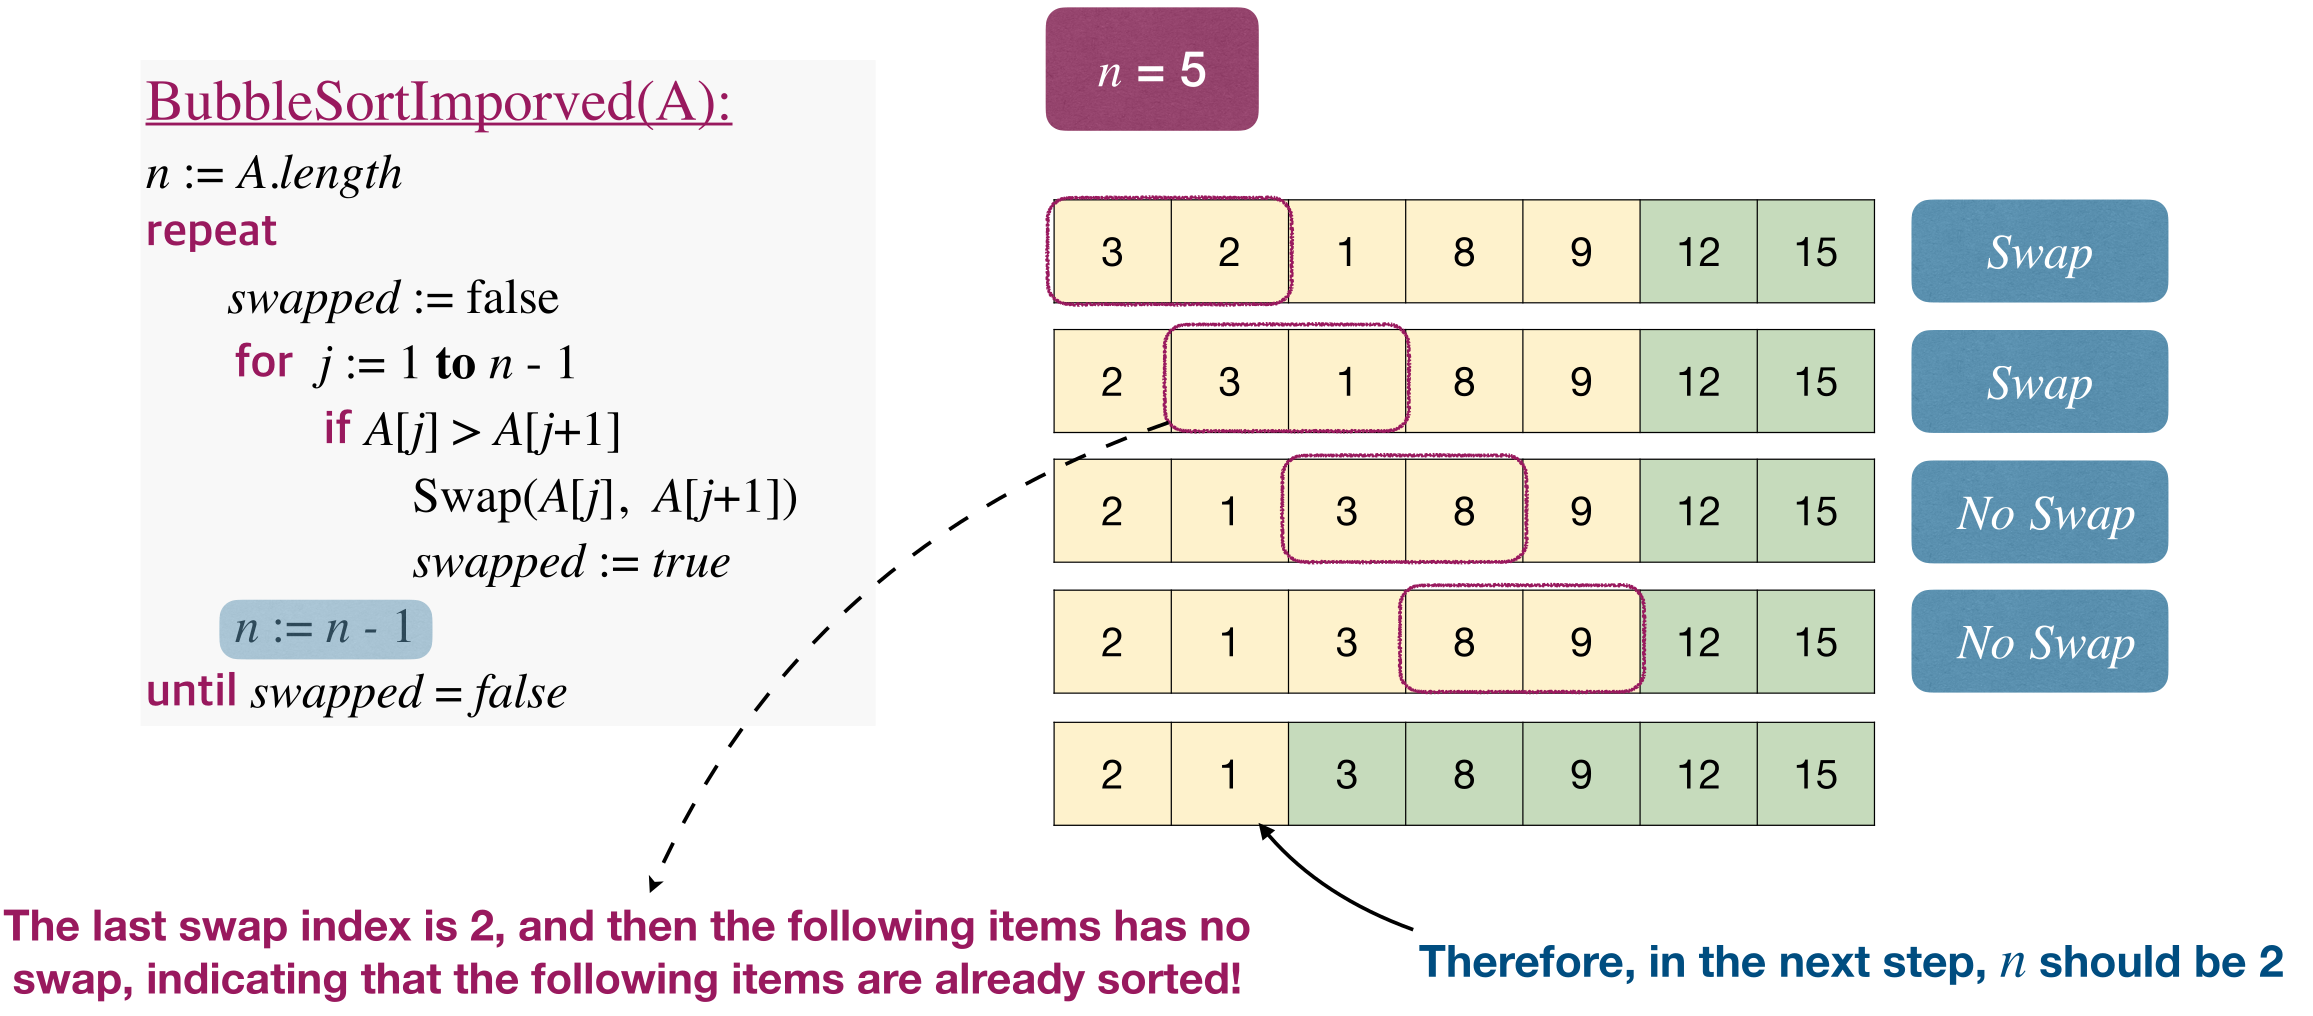 BubbleSortImporved(A):
n := A.length
repeat
swapped := false
for j := 1 to n - 1
if A[j] > A[j+1]
Swap(A[j], A[j+1])
swapped := true
n := n - 1
until swapped = false
n = 5
3 2 1 8 9 12 15 Swap
2 3 1 8 9 12 15 Swap
2 1 3 8 9 12 15 No Swap
2 1 3 8 9 12 15 No Swap
2 1 3 8 9 12 15
The last swap index is 2, and then the following items has no
swap, indicating that the following items are already sorted!
Therefore, in the next step, n should be 2